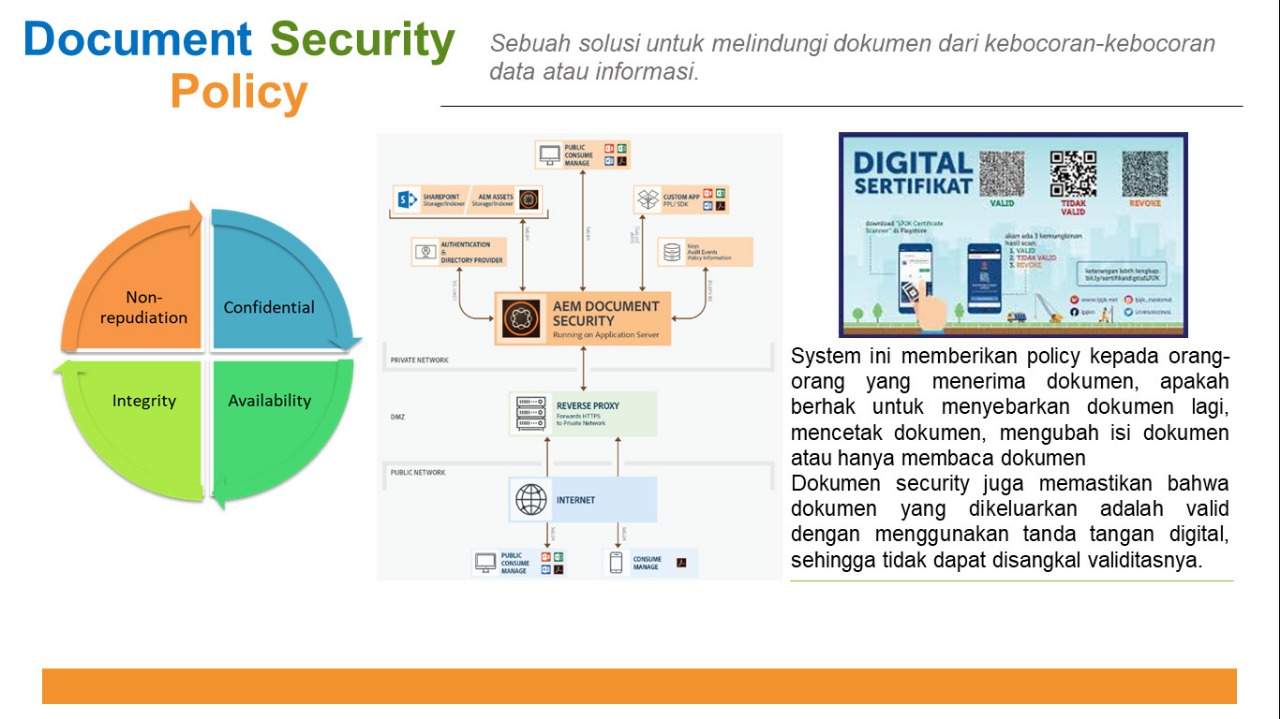 Document Security
Policy
Sebuah solusi untuk melindungi dokumen dari kebocoran-kebocoran
data atau informasi.
Non-
repudiation
Confidential
Integrity
Availability
PUBLIC
CONSUME
MANAGE
SHAREPOINT
Storage/Indexer
AEM ASSETS
Storage/Indexer
CUSTOM APP
PPL/ SDK
AUTHENTICATION
&
DIRECTORY PROVIDER
Keys
Audit Events
Policy Information
AEM DOCUMENT
SECURITY
Running on Application Server
PRIVATE NETWORK
DMZ
REVERSE PROXY
Forwards HTTPS
to Private Network
PUBLIC NETWORK
INTERNET
PUBLIC
CONSUME
MANAGE
CONSUME
MANAGE
DIGITAL
SERTIFIKAT
VALID
TIDAK
VALID
REVOKE
download "LPJK Certificate
Scanner" di Playstore
akan ada 3 kemungkinan
hasil scan:
1. VALID
2. TIDAK VALID
3. REVOKE
keterangan lebih lengkap:
bit.ly/sertifikatdigitalLPJK
www.lpjk.net
lpjk_nasional
lpjkn
LPJKNASIONAL
System ini memberikan policy kepada orang-
orang yang menerima dokumen, apakah
berhak untuk menyebarkan dokumen lagi,
mencetak dokumen, mengubah isi dokumen
atau hanya membaca dokumen
Dokumen security juga memastikan bahwa
dokumen yang dikeluarkan adalah valid
dengan menggunakan tanda tangan digital,
sehingga tidak dapat disangkal validitasnya.